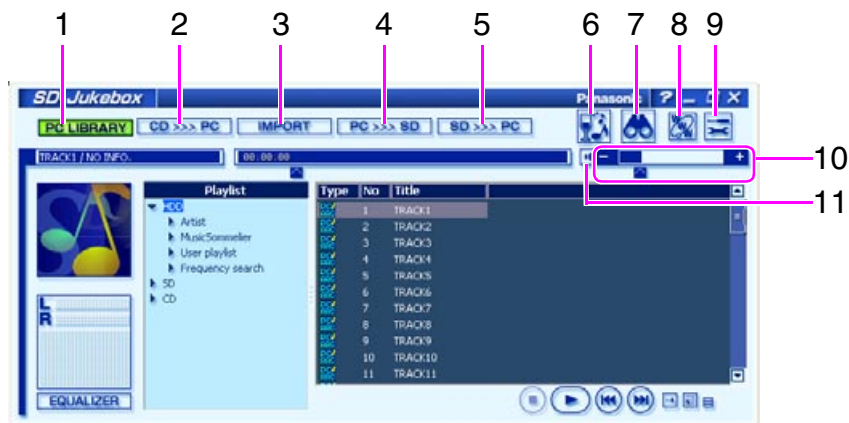 1 2 3 4 5 6 7 8 9
SD-Jukebox Panasonic ? X
PC LIBRARY CD >>> PC IMPORT PC >>> SD SD >>> PC
TRACK1 / NO INFO. 00:00:00 − + 10
11
Playlist Type No Title
HDD 1 TRACK1
Artist 2 TRACK2
MusicSommelier 3 TRACK3
User playlist 4 TRACK4
Frequency search 5 TRACK5
SD 6 TRACK6
CD 7 TRACK7
8 TRACK8
9 TRACK9
10 TRACK10
11 TRACK11
L
R
EQUALIZER